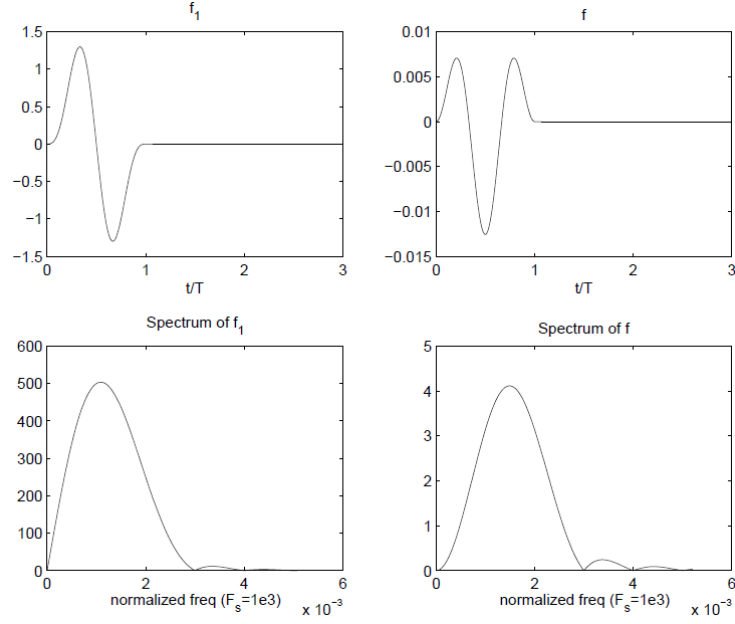 f₁
1.5
1
0.5
0
−0.5
−1
−1.5
0 1 2 3
t/T
f
0.01
0.005
0
−0.005
−0.01
−0.015
0 1 2 3
t/T
Spectrum of f₁
600
500
400
300
200
100
0
0 2 4 6
normalized freq (Fₛ=1e3)
x 10⁻³
Spectrum of f
5
4
3
2
1
0
0 2 4 6
normalized freq (Fₛ=1e3)
x 10⁻³